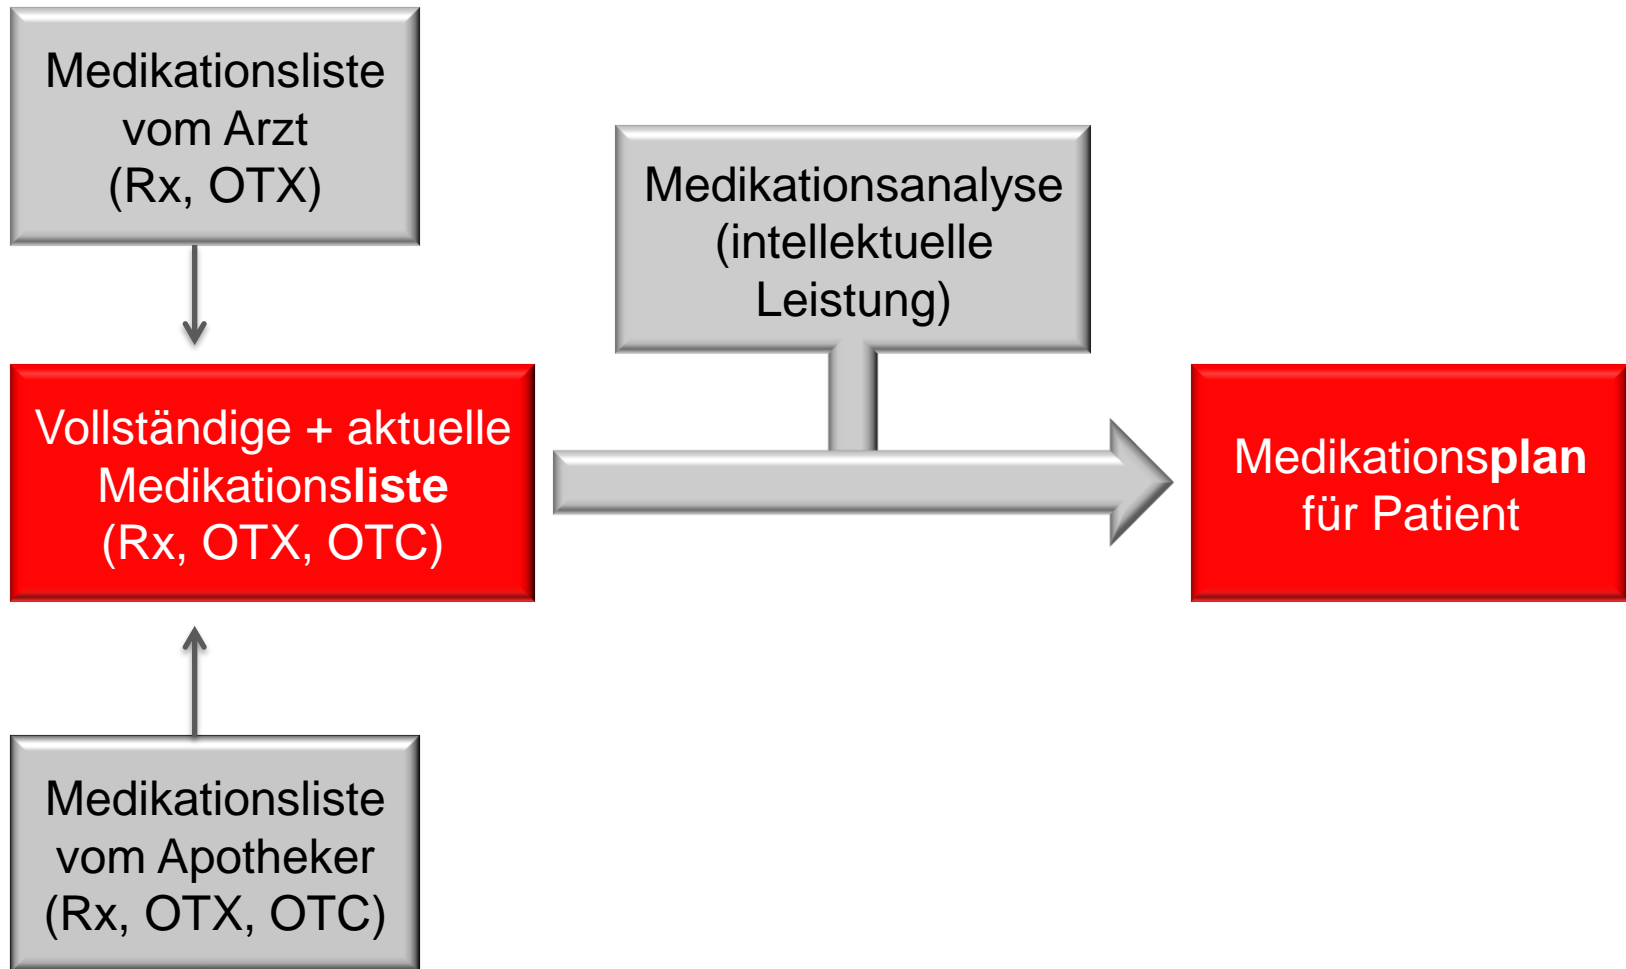 Medikationsliste
vom Arzt
(Rx, OTX)
Medikationsanalyse
(intellektuelle
Leistung)
Vollständige + aktuelle
Medikationsliste
(Rx, OTX, OTC)
Medikationsplan
für Patient
Medikationsliste
vom Apotheker
(Rx, OTX, OTC)